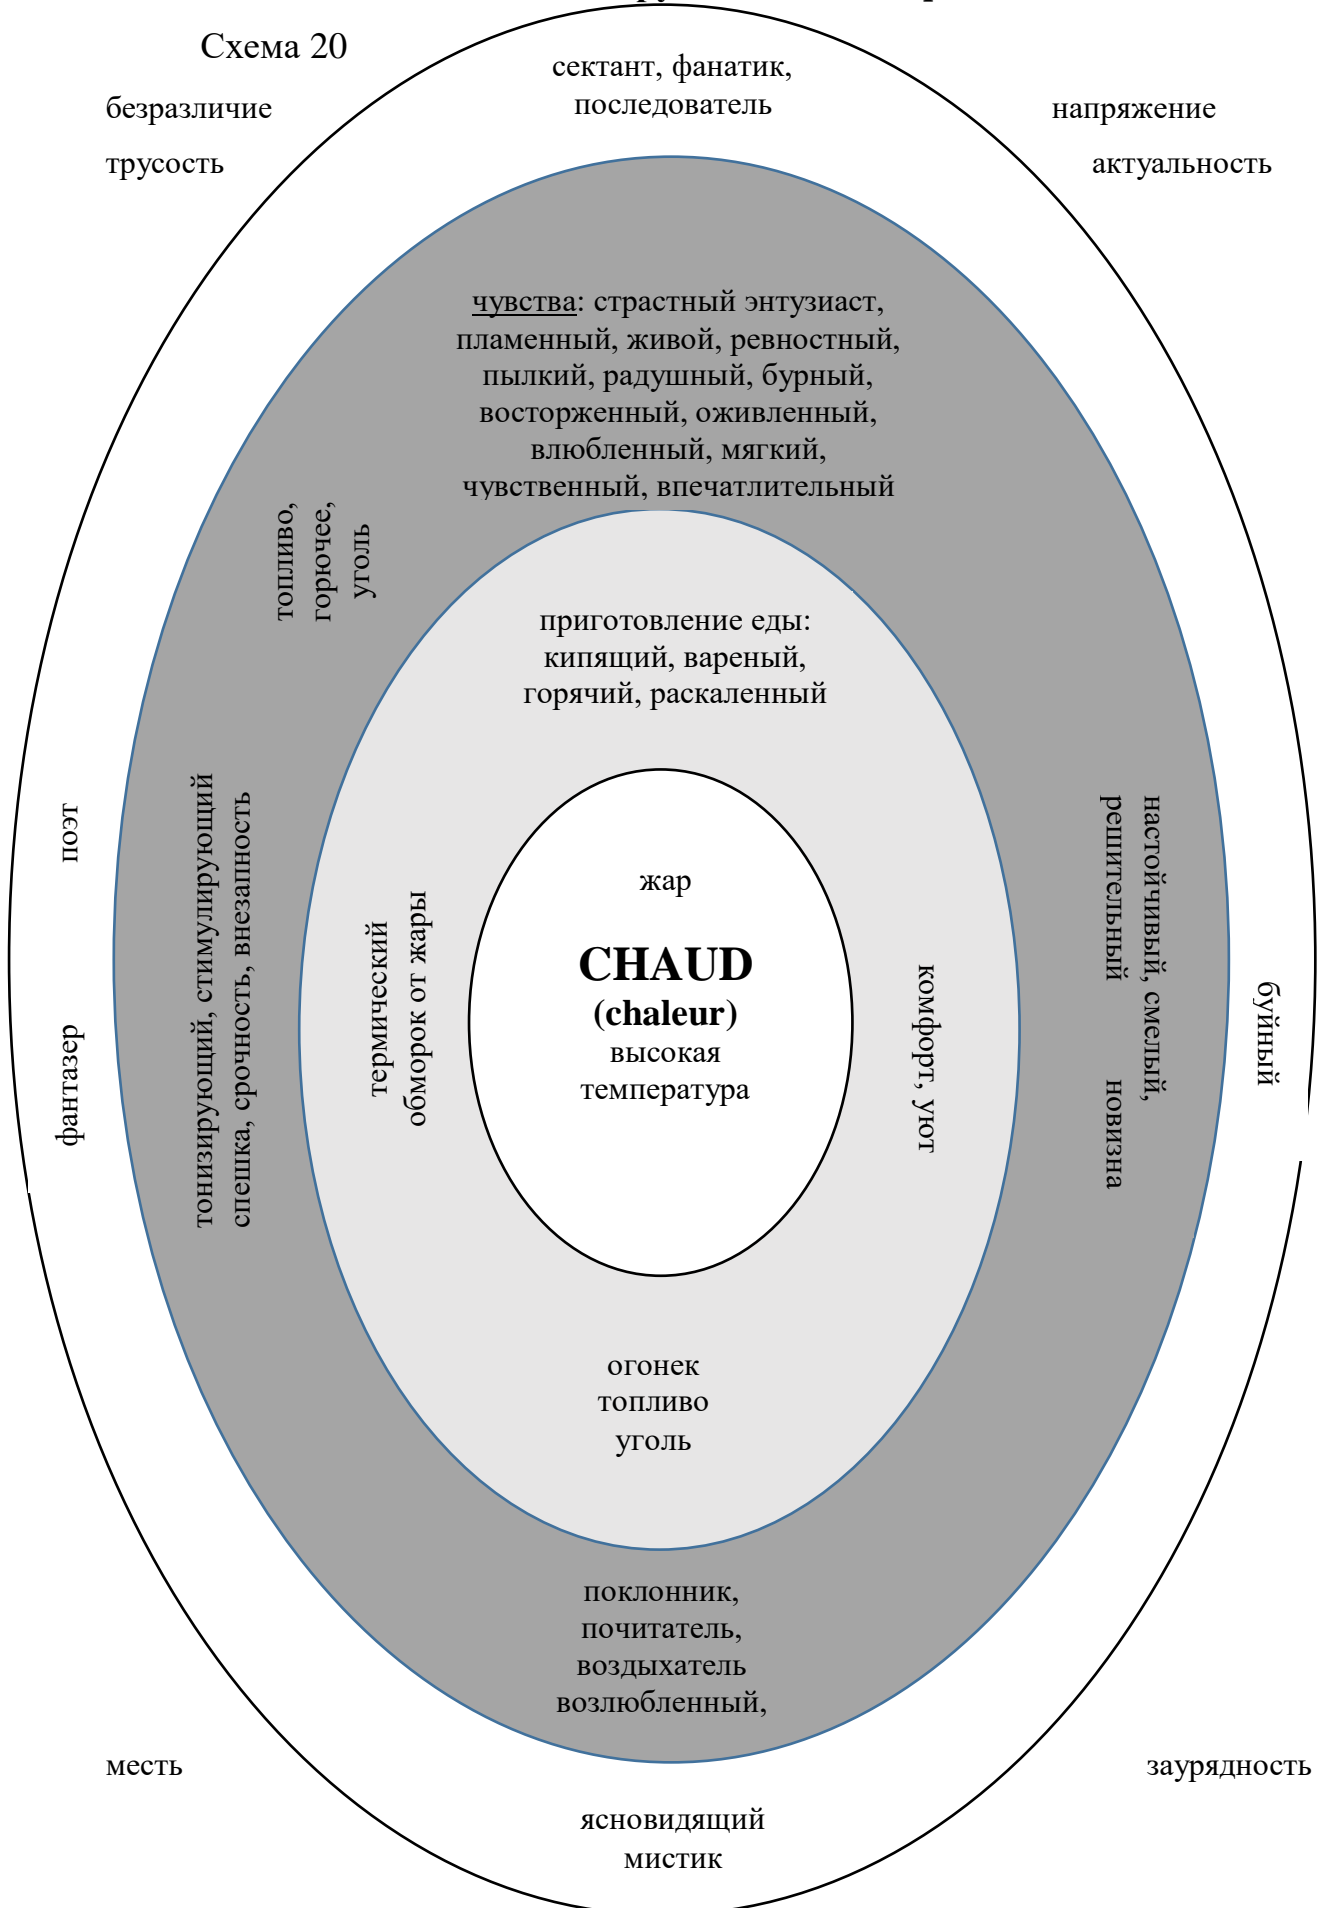 Схема 20
сектант, фанатик,
последователь
безразличие
трусость
напряжение
актуальность
чувства: страстный энтузиаст,
пламенный, живой, ревностный,
пылкий, радушный, бурный,
восторженный, оживленный,
влюбленный, мягкий,
чувственный, впечатлительный
топливо,
горючее,
уголь
приготовление еды:
кипящий, вареный,
горячий, раскаленный
поэт
фантазер
тонизирующий, стимулирующий
спешка, срочность, внезапность
термический
обморок от жары
жар
CHAUD
(chaleur)
высокая
температура
комфорт, уют
настойчивый, смелый,
решительный новизна
буйный
огонек
топливо
уголь
поклонник,
почитатель,
воздыхатель
возлюбленный,
месть
заурядность
ясновидящий
мистик